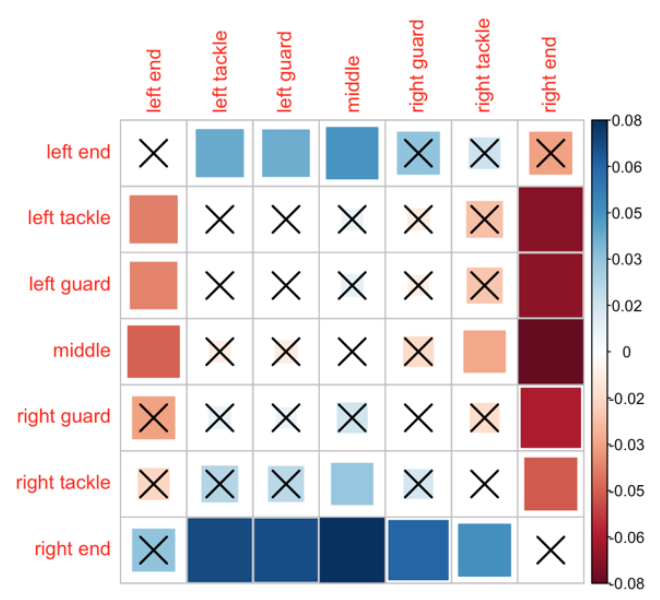 left end
left tackle
left guard
middle
right guard
right tackle
right end
left end
left tackle
left guard
middle
right guard
right tackle
right end
0.08
0.06
0.05
0.03
0.02
0
-0.02
-0.03
-0.05
-0.06
-0.08